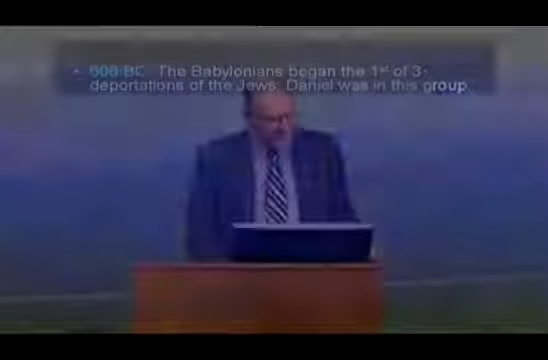 • 606 BC The Babylonians began the 1st of 3
deportations of the Jews. Daniel was in this group